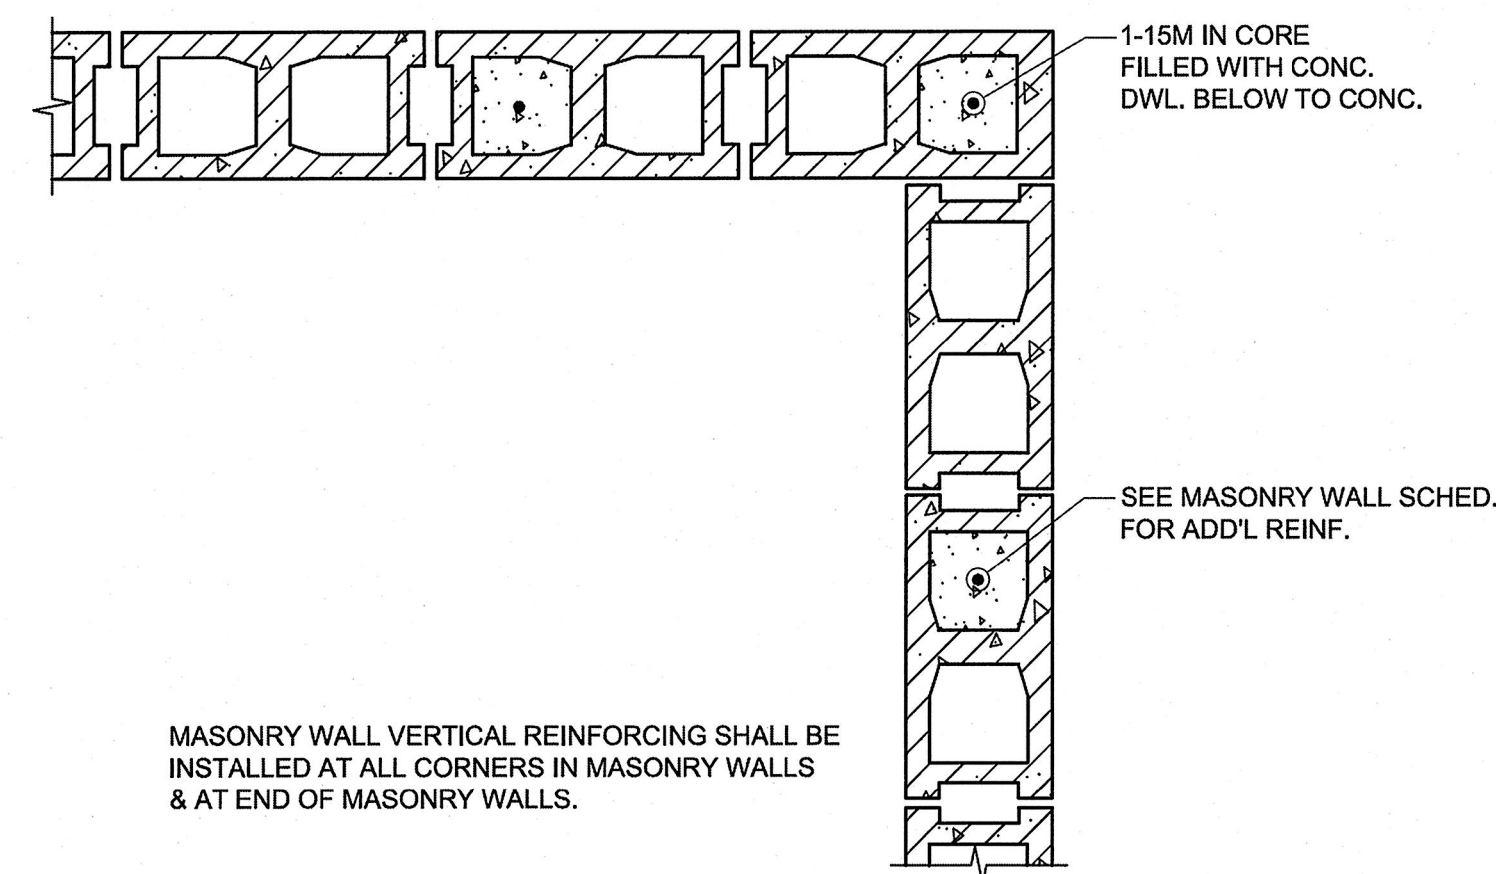 1-15M IN CORE
FILLED WITH CONC.
DWL. BELOW TO CONC.
SEE MASONRY WALL SCHED.
FOR ADD'L REINF.
MASONRY WALL VERTICAL REINFORCING SHALL BE
INSTALLED AT ALL CORNERS IN MASONRY WALLS
& AT END OF MASONRY WALLS.